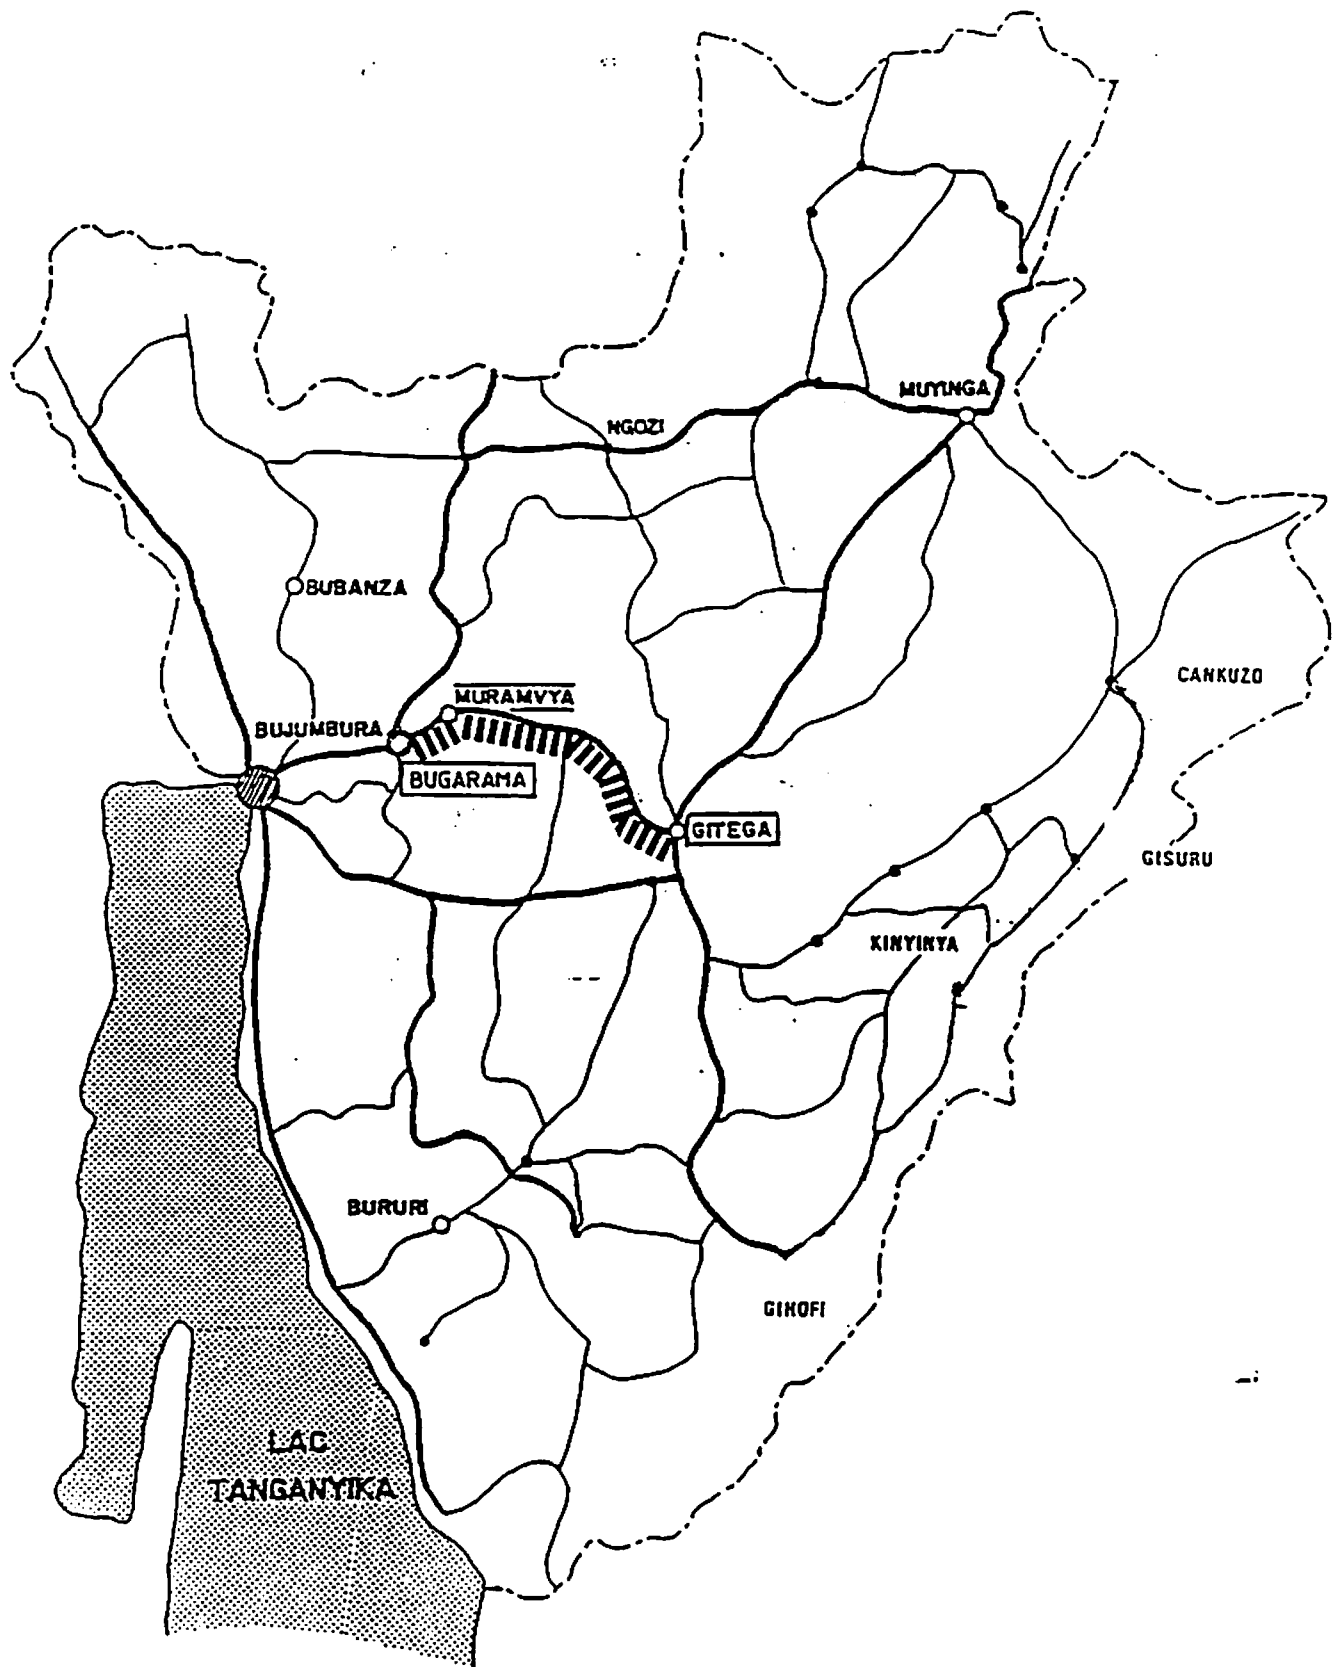 MUYINGA
NGOZI
BUBANZA
CANKUZO
MURAMVYA
BUJUMBURA
BUGARAMA
GITEGA
GISURU
KINYINYA
BURURI
GIHOFI
LAC
TANGANYIKA